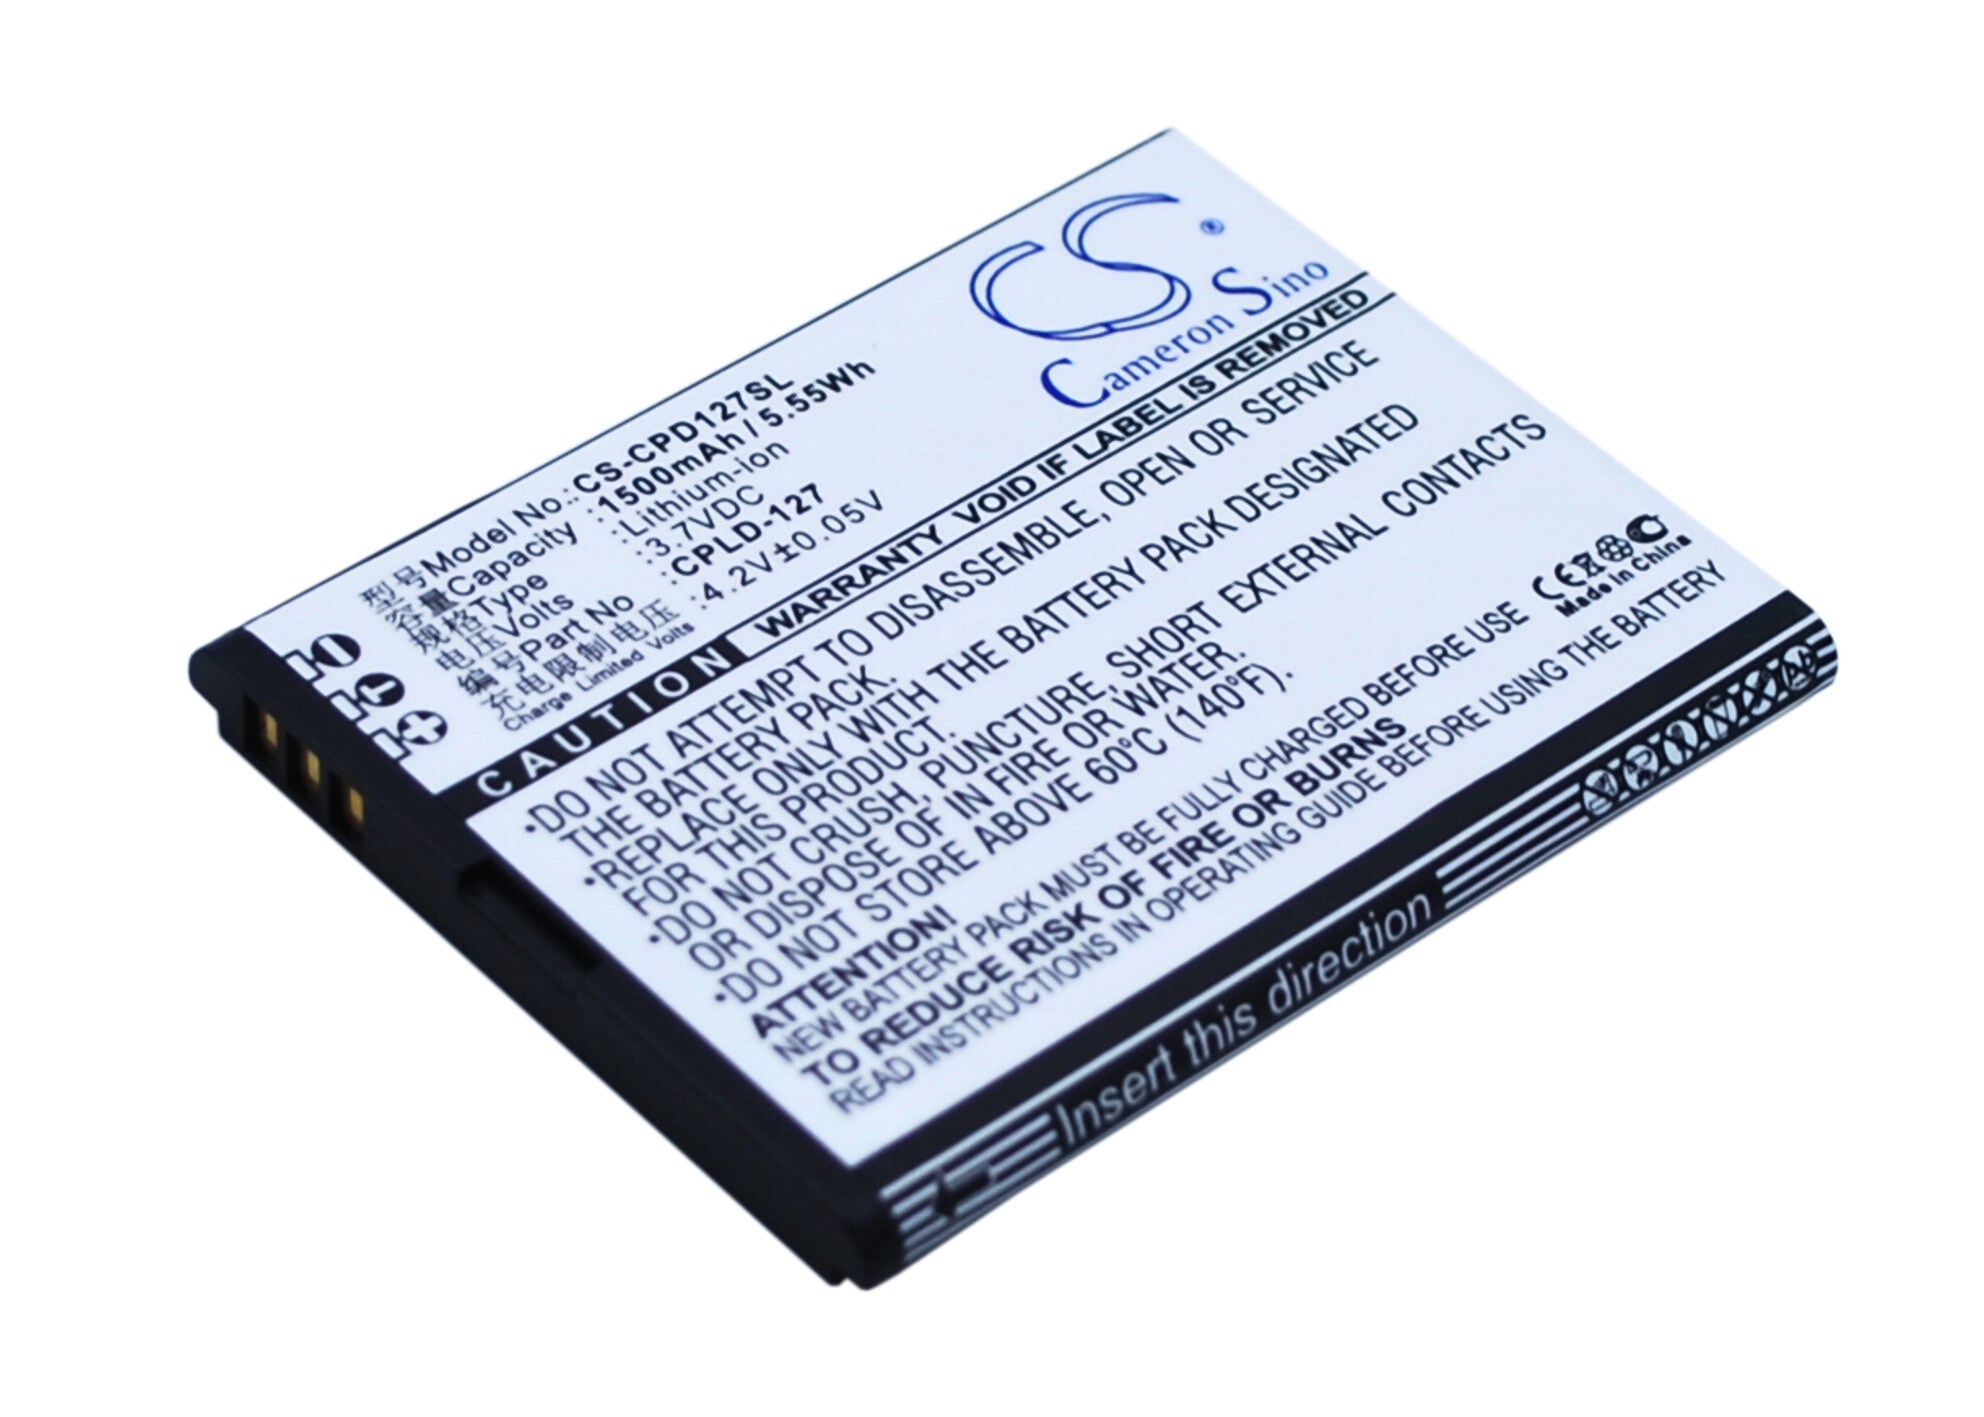 CS®
Cameron Sino
型号Model No.:CS-CPD127SL
容量Capacity :1500mAh / 5.55Wh
规格Type :Lithium-ion
电压Volts :3.7VDC
编号Part No :CPLD-127
充电限制电压 :4.2V±0.05V
Charge Limited Volts
CAUTION WARRANTY VOID IF LABEL IS REMOVED
•DO NOT ATTEMPT TO DISASSEMBLE, OPEN OR SERVICE
THE BATTERY PACK.
•REPLACE ONLY WITH THE BATTERY PACK DESIGNATED
FOR THIS PRODUCT.
•DO NOT CRUSH, PUNCTURE, SHORT EXTERNAL CONTACTS
OR DISPOSE OF IN FIRE OR WATER.
•DO NOT STORE ABOVE 60°C (140°F).
ATTENTION!
NEW BATTERY PACK MUST BE FULLY CHARGED BEFORE USE
TO REDUCE RISK OF FIRE OR BURNS
READ INSTRUCTIONS IN OPERATING GUIDE BEFORE USING THE BATTERY
CE
Made in China
Insert this direction